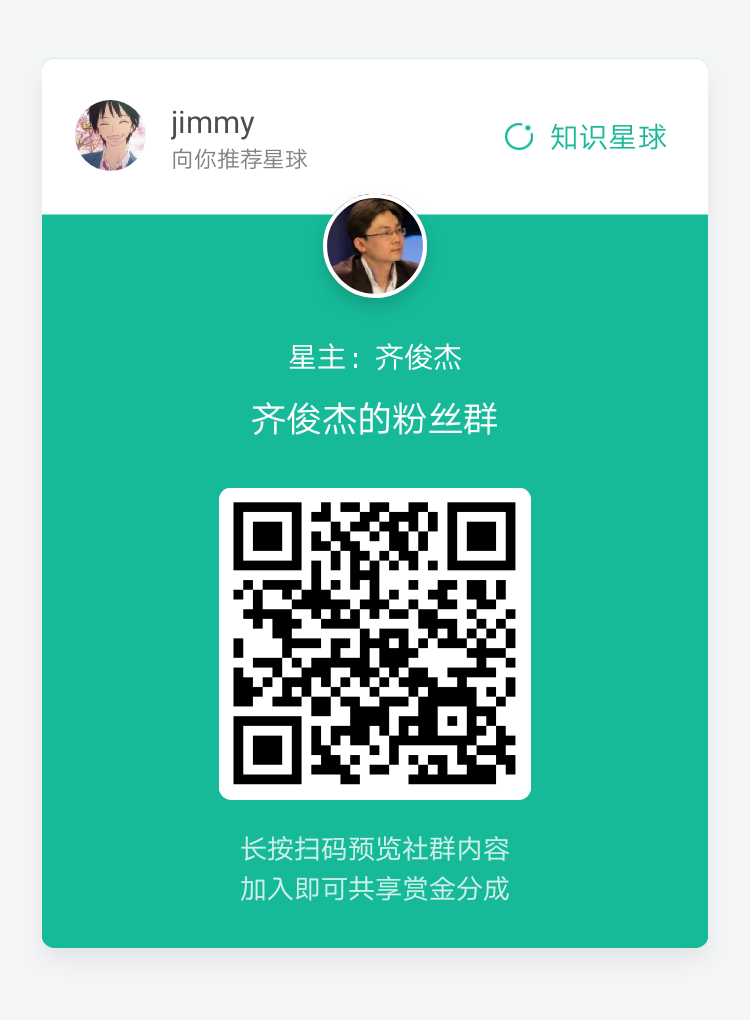 jimmy
向你推荐星球
知识星球
星主：齐俊杰
齐俊杰的粉丝群
长按扫码预览社群内容
加入即可共享赏金分成